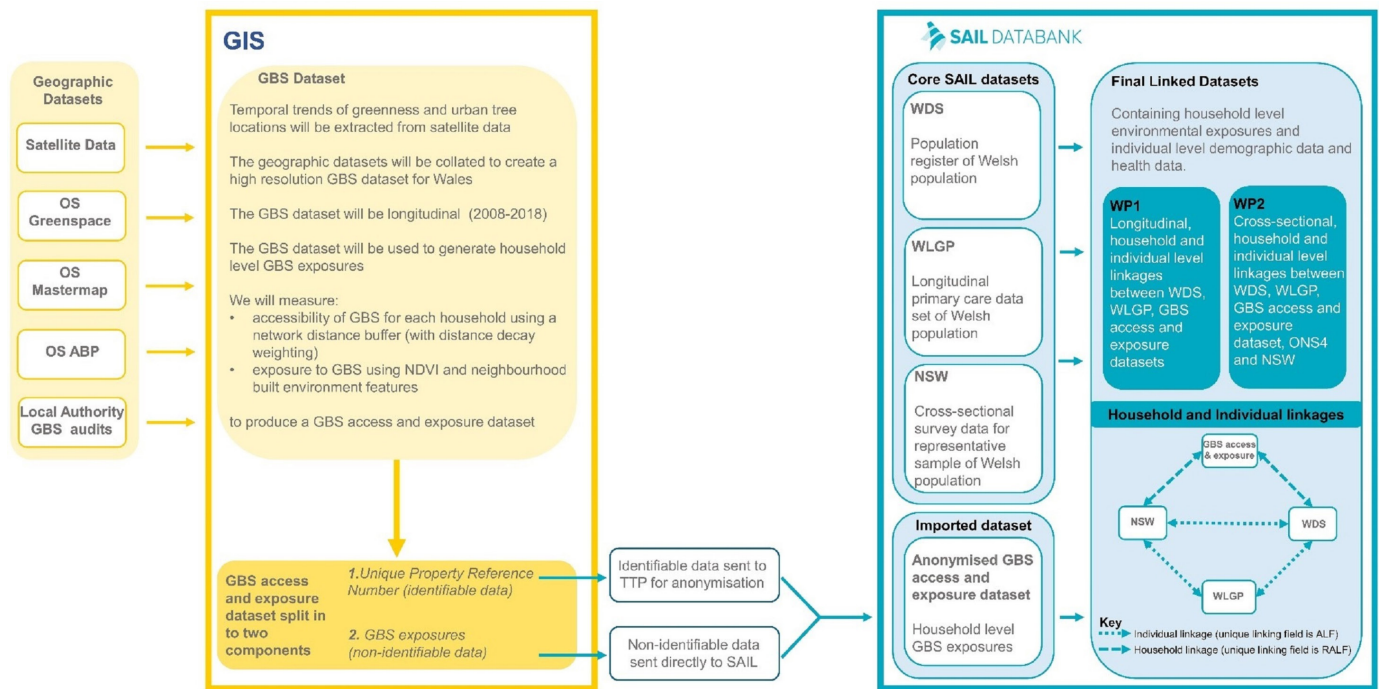 Geographic
Datasets
Satellite Data
OS
Greenspace
OS
Mastermap
OS ABP
Local Authority
GBS audits
GIS
GBS Dataset
Temporal trends of greenness and urban tree
locations will be extracted from satellite data
The geographic datasets will be collated to create a
high resolution GBS dataset for Wales
The GBS dataset will be longitudinal (2008-2018)
The GBS dataset will be used to generate household
level GBS exposures
We will measure:
• accessibility of GBS for each household using a
network distance buffer (with distance decay
weighting)
• exposure to GBS using NDVI and neighbourhood
built environment features
to produce a GBS access and exposure dataset
GBS access
and exposure
dataset split in
to two
components
1.Unique Property Reference
Number (identifiable data)
2. GBS exposures
(non-identifiable data)
Identifiable data sent to
TTP for anonymisation
Non-identifiable data
sent directly to SAIL
SAIL DATABANK
Core SAIL datasets
WDS
Population
register of Welsh
population
WLGP
Longitudinal
primary care data
set of Welsh
population
NSW
Cross-sectional
survey data for
representative
sample of Welsh
population
Imported dataset
Anonymised GBS
access and
exposure dataset
Household level
GBS exposures
Final Linked Datasets
Containing household level
environmental exposures and
individual level demographic data and
health data.
WP1
Longitudinal,
household and
individual level
linkages
between WDS,
WLGP, GBS
access and
exposure
datasets
WP2
Cross-sectional,
household and
individual level
linkages between
WDS, WLGP,
GBS access and
exposure
dataset, ONS4
and NSW
Household and Individual linkages
GBS access
& exposure
NSW
WDS
WLGP
Key
Individual linkage (unique linking field is ALF)
Household linkage (unique linking field is RALF)